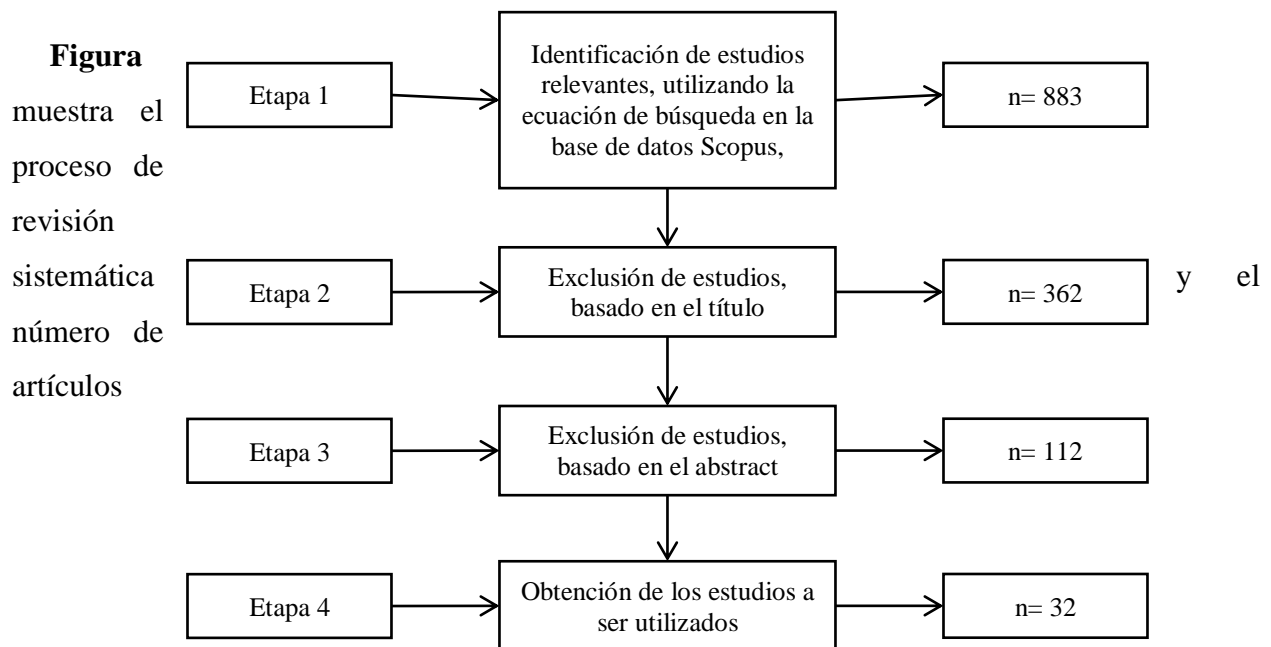 Figura
muestra el
proceso de
revisión
sistemática
número de
artículos
y el
Etapa 1
Identificación de estudios
relevantes, utilizando la
ecuación de búsqueda en la
base de datos Scopus,
n= 883
Etapa 2
Exclusión de estudios,
basado en el título
n= 362
Etapa 3
Exclusión de estudios,
basado en el abstract
n= 112
Etapa 4
Obtención de los estudios a
ser utilizados
n= 32